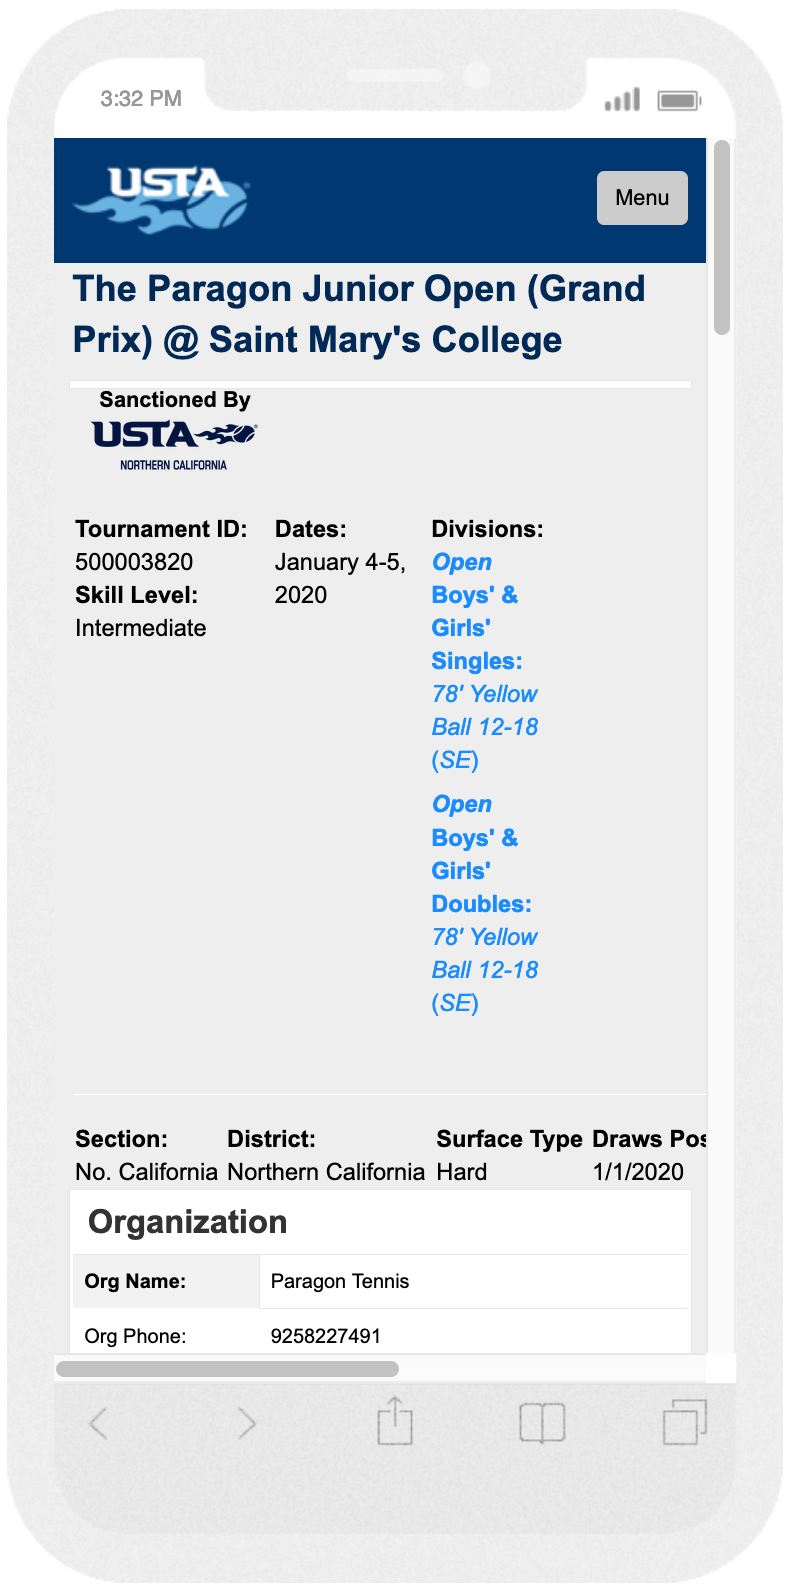 3:32 PM
USTA
Menu
The Paragon Junior Open (Grand
Prix) @ Saint Mary's College
Sanctioned By
USTA
NORTHERN CALIFORNIA
Tournament ID:
500003820
Skill Level:
Intermediate
Dates:
January 4-5,
2020
Divisions:
Open
Boys' &
Girls'
Singles:
78' Yellow
Ball 12-18
(SE)
Open
Boys' &
Girls'
Doubles:
78' Yellow
Ball 12-18
(SE)
Section: District: Surface Type Draws Pos
No. California Northern California Hard 1/1/2020
Organization
Org Name: Paragon Tennis
Org Phone: 9258227491